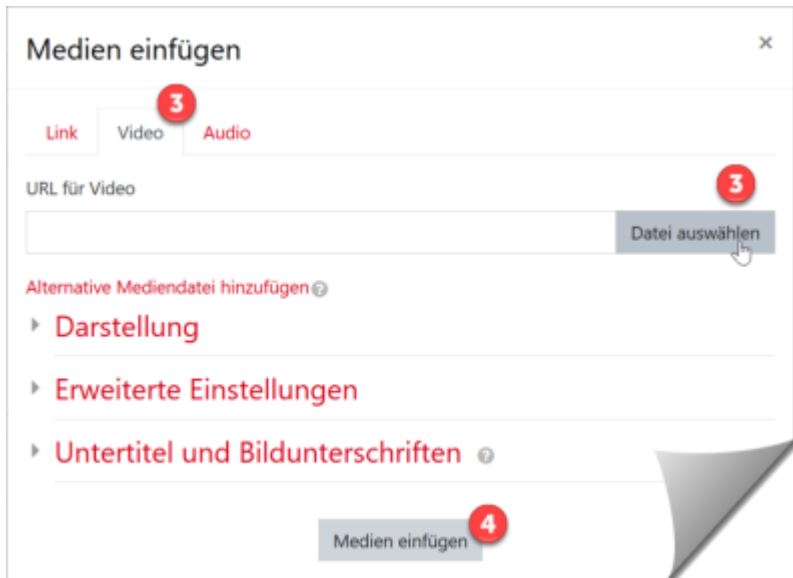 Medien einfügen ×
3
Link Video Audio
URL für Video
3
Datei auswählen
Alternative Mediendatei hinzufügen ?
Darstellung
Erweiterte Einstellungen
Untertitel und Bildunterschriften ?
Medien einfügen 4